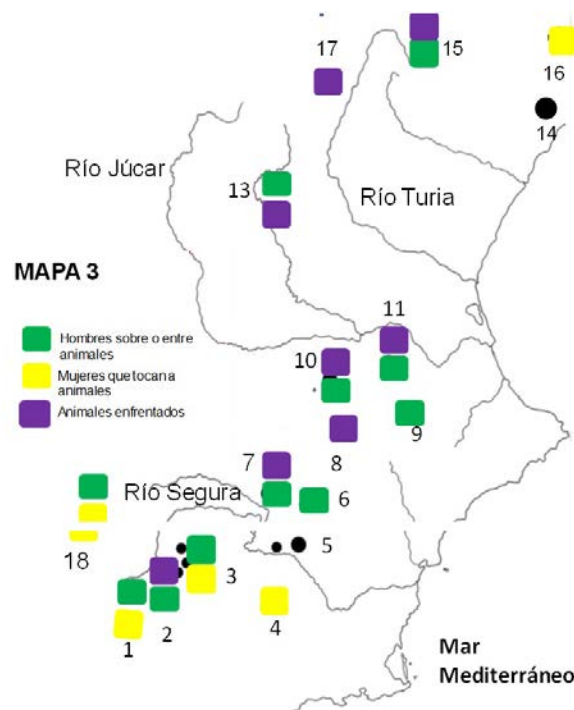 17
15
16
14
Río Júcar
13
Río Turia
MAPA 3
11
Hombres sobre o entre
animales
Mujeres que tocan a
animales
Animales enfrentados
10
9
8
7
Río Segura
6
5
18
3
4
2
1
Mar
Mediterráneo